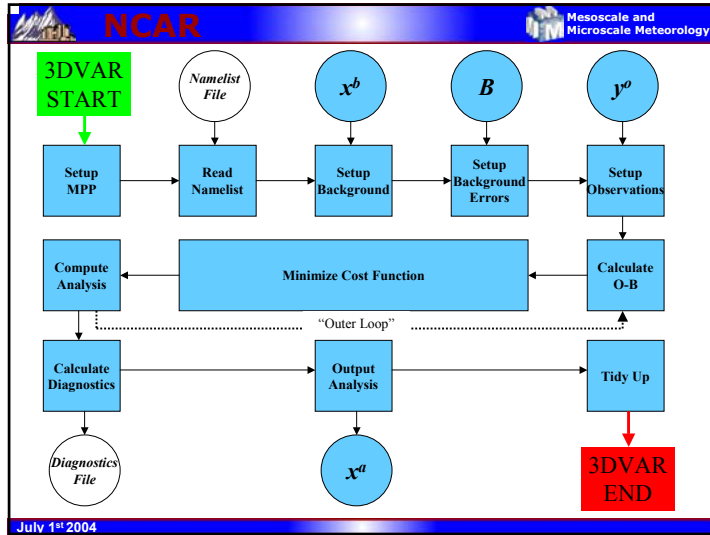 NCAR
Mesoscale and
Microscale Meteorology
3DVAR
START
Namelist
File
x^b
B
y^o
Setup
MPP
Read
Namelist
Setup
Background
Setup
Background
Errors
Setup
Observations
Compute
Analysis
Minimize Cost Function
Calculate
O-B
“Outer Loop”
Calculate
Diagnostics
Output
Analysis
Tidy Up
Diagnostics
File
x^a
3DVAR
END
July 1st 2004